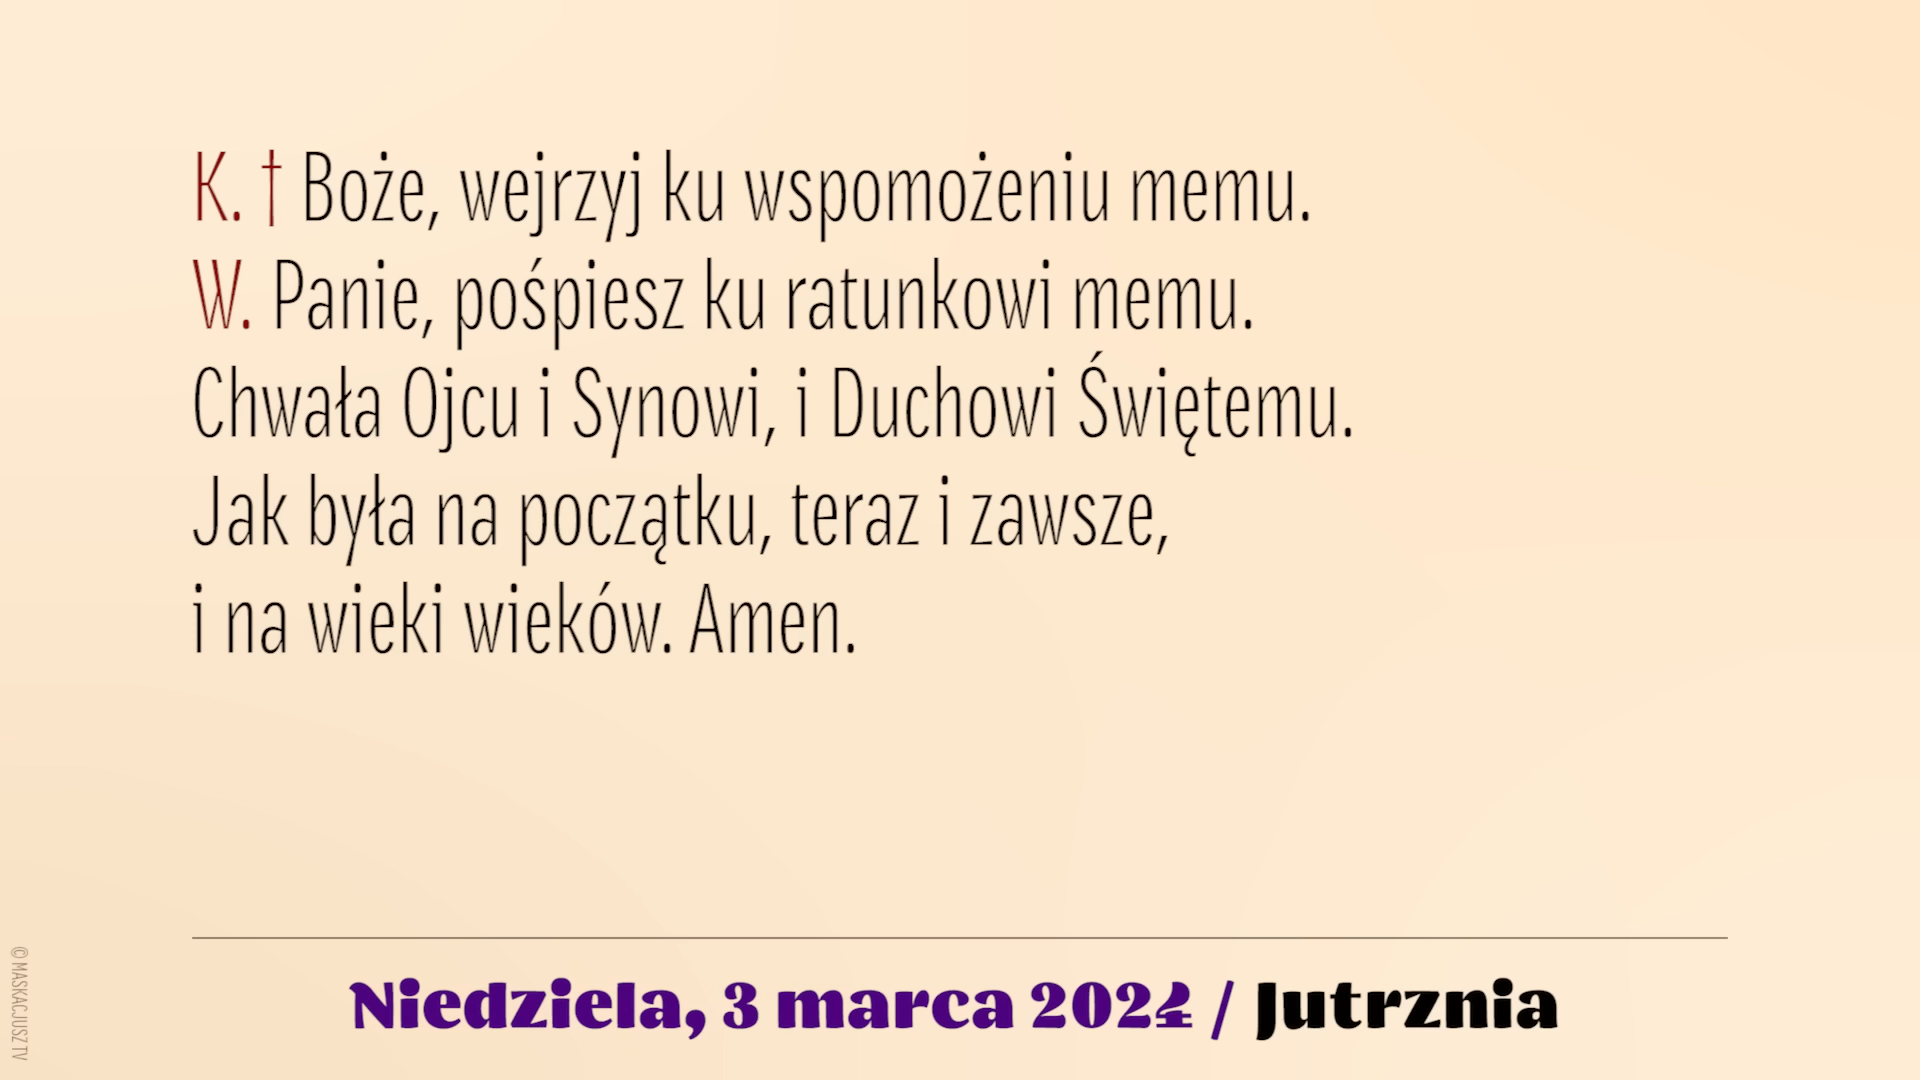 K. † Boże, wejrzyj ku wspomożeniu memu.
W. Panie, pośpiesz ku ratunkowi memu.
Chwała Ojcu i Synowi, i Duchowi Świętemu.
Jak była na początku, teraz i zawsze,
i na wieki wieków. Amen.
Niedziela, 3 marca 2024 / Jutrznia
© MASKACJUSZ TV